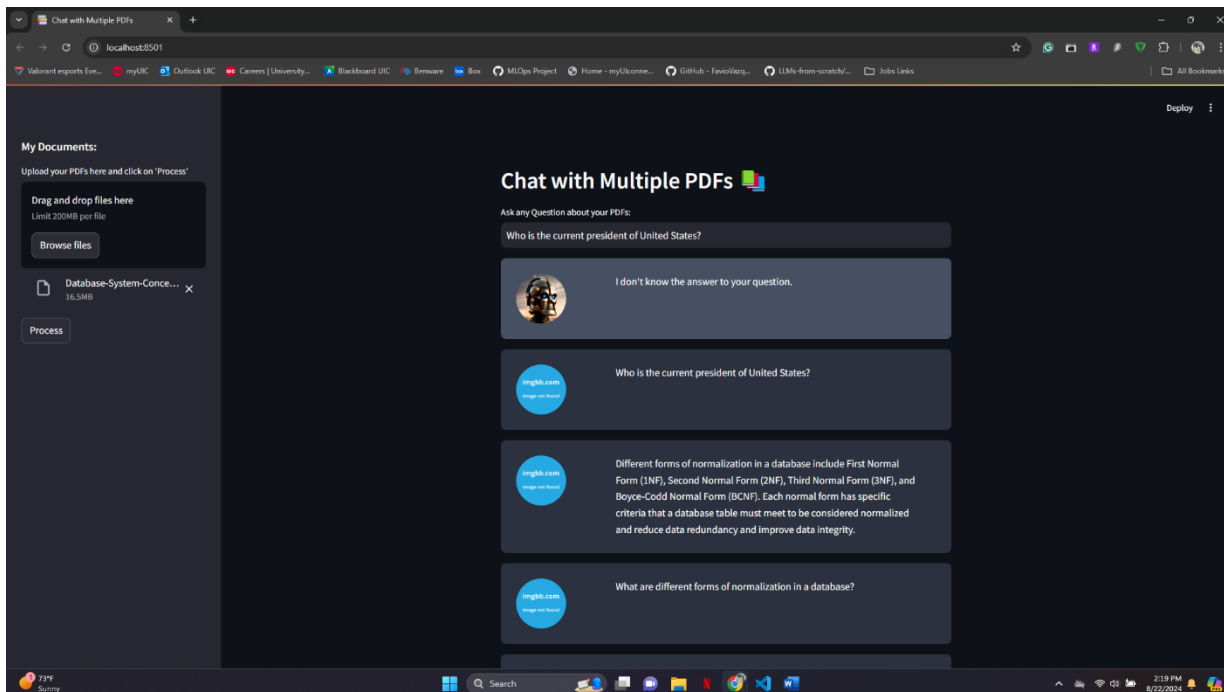 Chat with Multiple PDFs
localhost:8501
Valorant esports Eve... myUIC Outlook UIC Careers | University... Blackboard UIC Benware Box MLOps Project Home - myUIconne... GitHub - FavioVazq... LLMs-from-scratch/... Jobs Links All Bookmarks
Deploy
My Documents:
Upload your PDFs here and click on 'Process'
Drag and drop files here
Limit 200MB per file
Browse files
Database-System-Conce...
16.5MB
Process
Chat with Multiple PDFs
Ask any Question about your PDFs:
Who is the current president of United States?
I don't know the answer to your question.
imgbb.com
image not found
Who is the current president of United States?
imgbb.com
image not found
Different forms of normalization in a database include First Normal
Form (1NF), Second Normal Form (2NF), Third Normal Form (3NF), and
Boyce-Codd Normal Form (BCNF). Each normal form has specific
criteria that a database table must meet to be considered normalized
and reduce data redundancy and improve data integrity.
imgbb.com
image not found
What are different forms of normalization in a database?
1
73°F
Sunny
Search
2:19 PM
8/22/2024